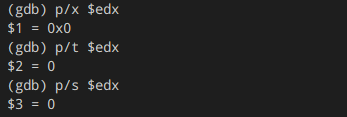 (gdb) p/x $edx
$1 = 0x0
(gdb) p/t $edx
$2 = 0
(gdb) p/s $edx
$3 = 0